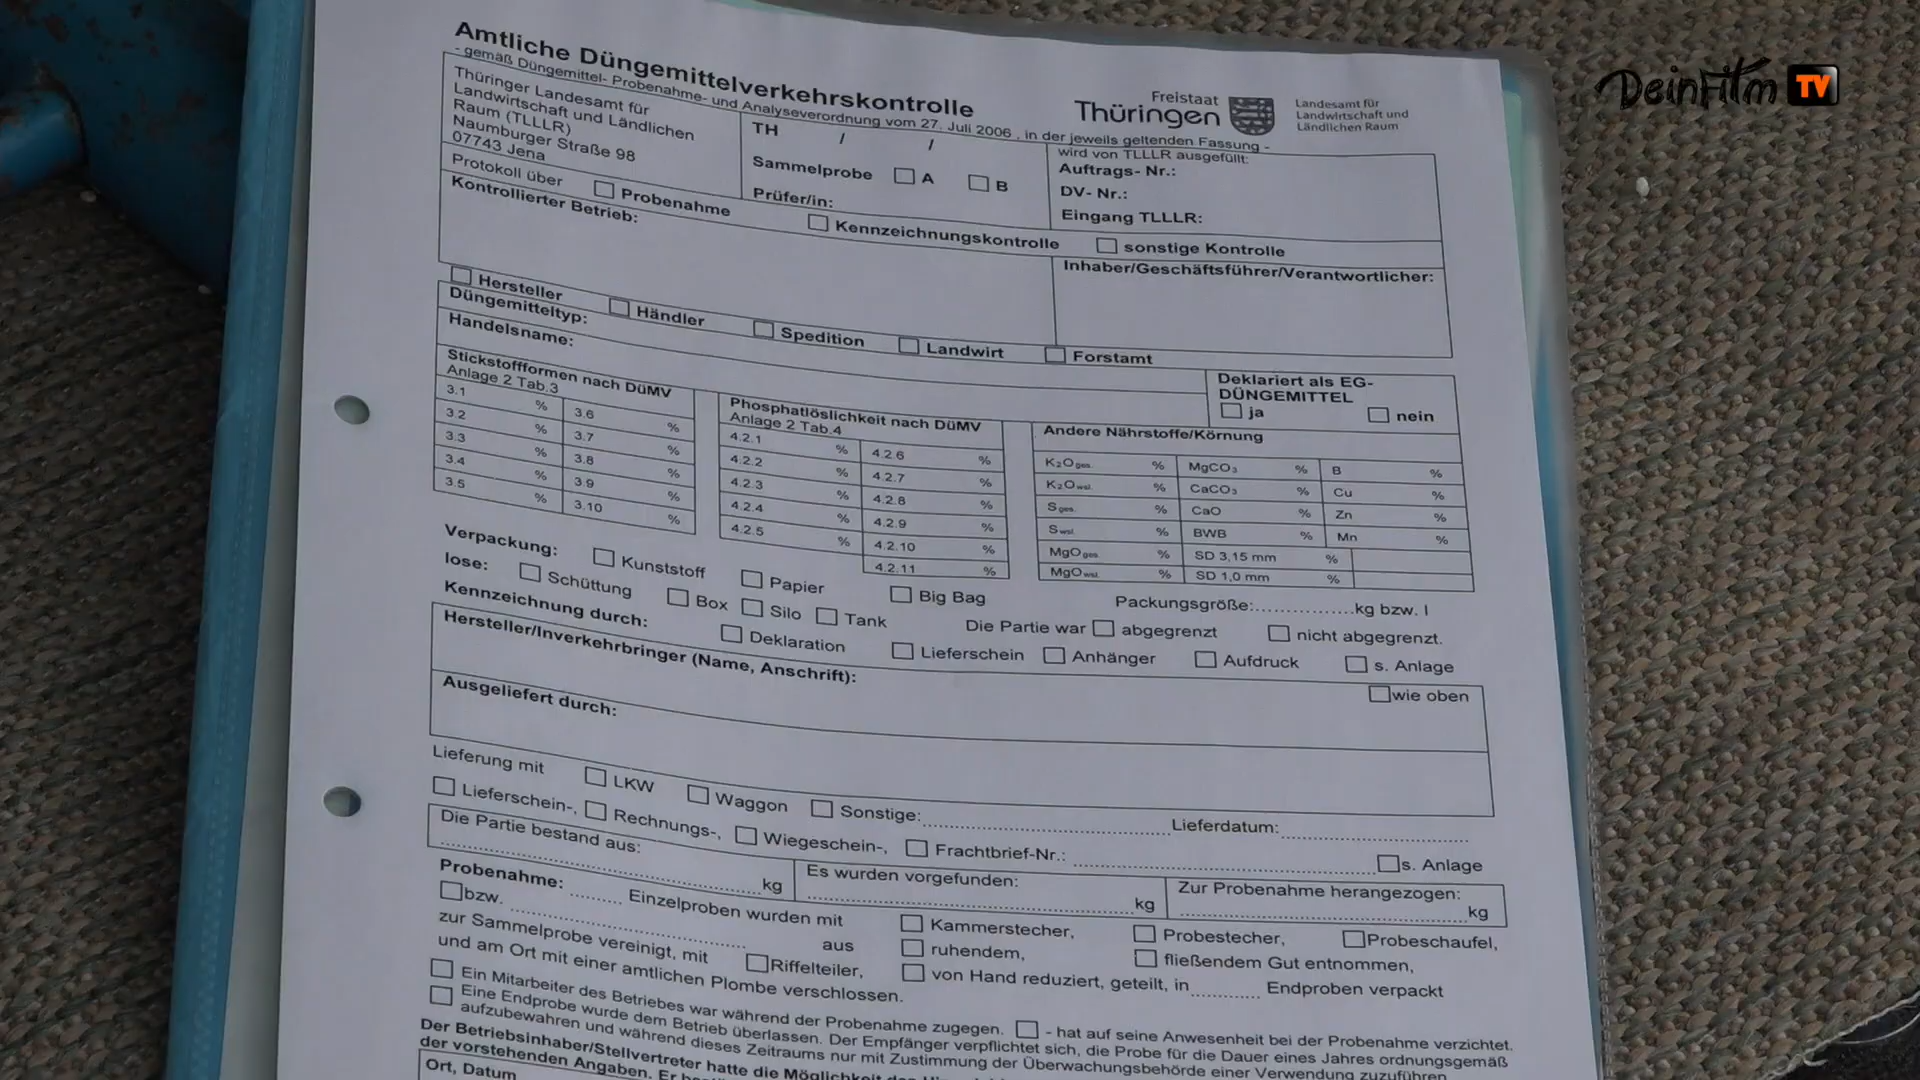 DeinFilm TV
Amtliche Düngemittelverkehrskontrolle
- gemäß Düngemittel- Probenahme- und Analyseverordnung vom 27. Juli 2006 , in der jeweils geltenden Fassung -
Freistaat
Thüringen
Landesamt für
Landwirtschaft und
Ländlichen Raum
Thüringer Landesamt für
Landwirtschaft und Ländlichen
Raum (TLLLR)
Naumburger Straße 98
07743 Jena
TH / /
Sammelprobe A B
Prüfer/in:
wird von TLLLR ausgefüllt:
Auftrags- Nr.:
DV- Nr.:
Eingang TLLLR:
Protokoll über Probenahme Kennzeichnungskontrolle sonstige Kontrolle
Kontrollierter Betrieb:
Inhaber/Geschäftsführer/Verantwortlicher:
Hersteller Händler Spedition Landwirt Forstamt
Düngemitteltyp:
Handelsname:
Deklariert als EG-
DÜNGEMITTEL
ja nein
Stickstoffformen nach DüMV
Anlage 2 Tab.3
3.1 % 3.6 %
3.2 % 3.7 %
3.3 % 3.8 %
3.4 % 3.9 %
3.5 % 3.10 %
Phosphatlöslichkeit nach DüMV
Anlage 2 Tab.4
4.2.1 % 4.2.6 %
4.2.2 % 4.2.7 %
4.2.3 % 4.2.8 %
4.2.4 % 4.2.9 %
4.2.5 % 4.2.10 %
4.2.11 %
Andere Nährstoffe/Körnung
K₂O ges. % MgCO₃ % B %
K₂O wsl. % CaCO₃ % Cu %
S ges. % CaO % Zn %
S wsl. % BWB % Mn %
MgO ges. % SD 3,15 mm %
MgO wsl. % SD 1,0 mm %
Verpackung: Kunststoff Papier Big Bag Packungsgröße:................kg bzw. l
lose: Schüttung Box Silo Tank Die Partie war abgegrenzt nicht abgegrenzt.
Kennzeichnung durch: Deklaration Lieferschein Anhänger Aufdruck s. Anlage
Hersteller/Inverkehrbringer (Name, Anschrift): wie oben
Ausgeliefert durch:
Lieferung mit LKW Waggon Sonstige:................Lieferdatum:................
Lieferschein-, Rechnungs-, Wiegeschein-, Frachtbrief-Nr.: ................ s. Anlage
Die Partie bestand aus:
................kg
Es wurden vorgefunden:
................kg
Zur Probenahme herangezogen:
................kg
Probenahme: ......... Einzelproben wurden mit Kammerstecher, Probestecher, Probeschaufel,
bzw. ................ aus ruhendem, fließendem Gut entnommen,
zur Sammelprobe vereinigt, mit Riffelteiler, von Hand reduziert, geteilt, in............ Endproben verpackt
und am Ort mit einer amtlichen Plombe verschlossen.
Ein Mitarbeiter des Betriebes war während der Probenahme zugegen. - hat auf seine Anwesenheit bei der Probenahme verzichtet.
Eine Endprobe wurde dem Betrieb überlassen. Der Empfänger verpflichtet sich, die Probe für die Dauer eines Jahres ordnungsgemäß
aufzubewahren und während dieses Zeitraums nur mit Zustimmung der Überwachungsbehörde einer Verwendung zuzuführen.
Der Betriebsinhaber/Stellvertreter hatte die Möglichkeit
der vorstehenden Angaben. Er
Ort, Datum